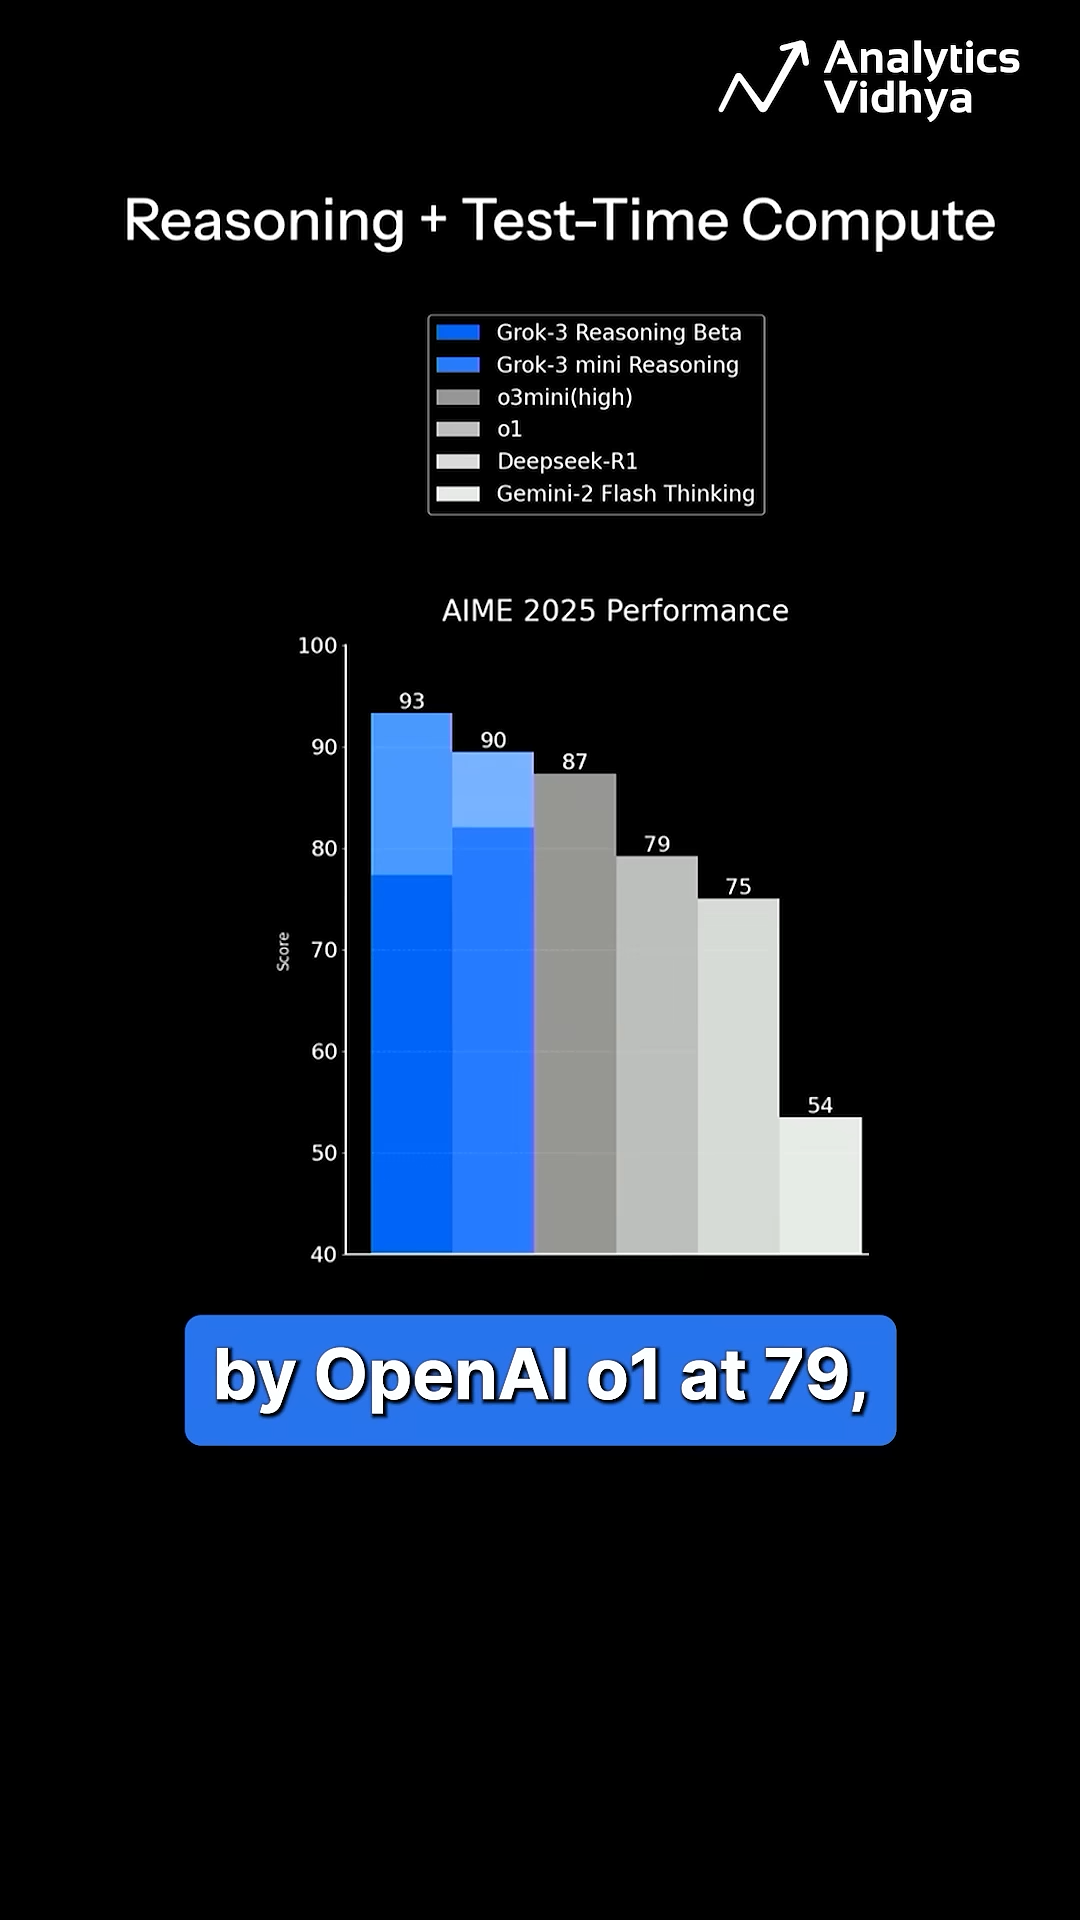 Analytics
Vidhya
Reasoning + Test-Time Compute
Grok-3 Reasoning Beta
Grok-3 mini Reasoning
o3mini(high)
o1
Deepseek-R1
Gemini-2 Flash Thinking
AIME 2025 Performance
100
90
80
70
60
50
40
Score
93
90
87
79
75
54
by OpenAI o1 at 79,